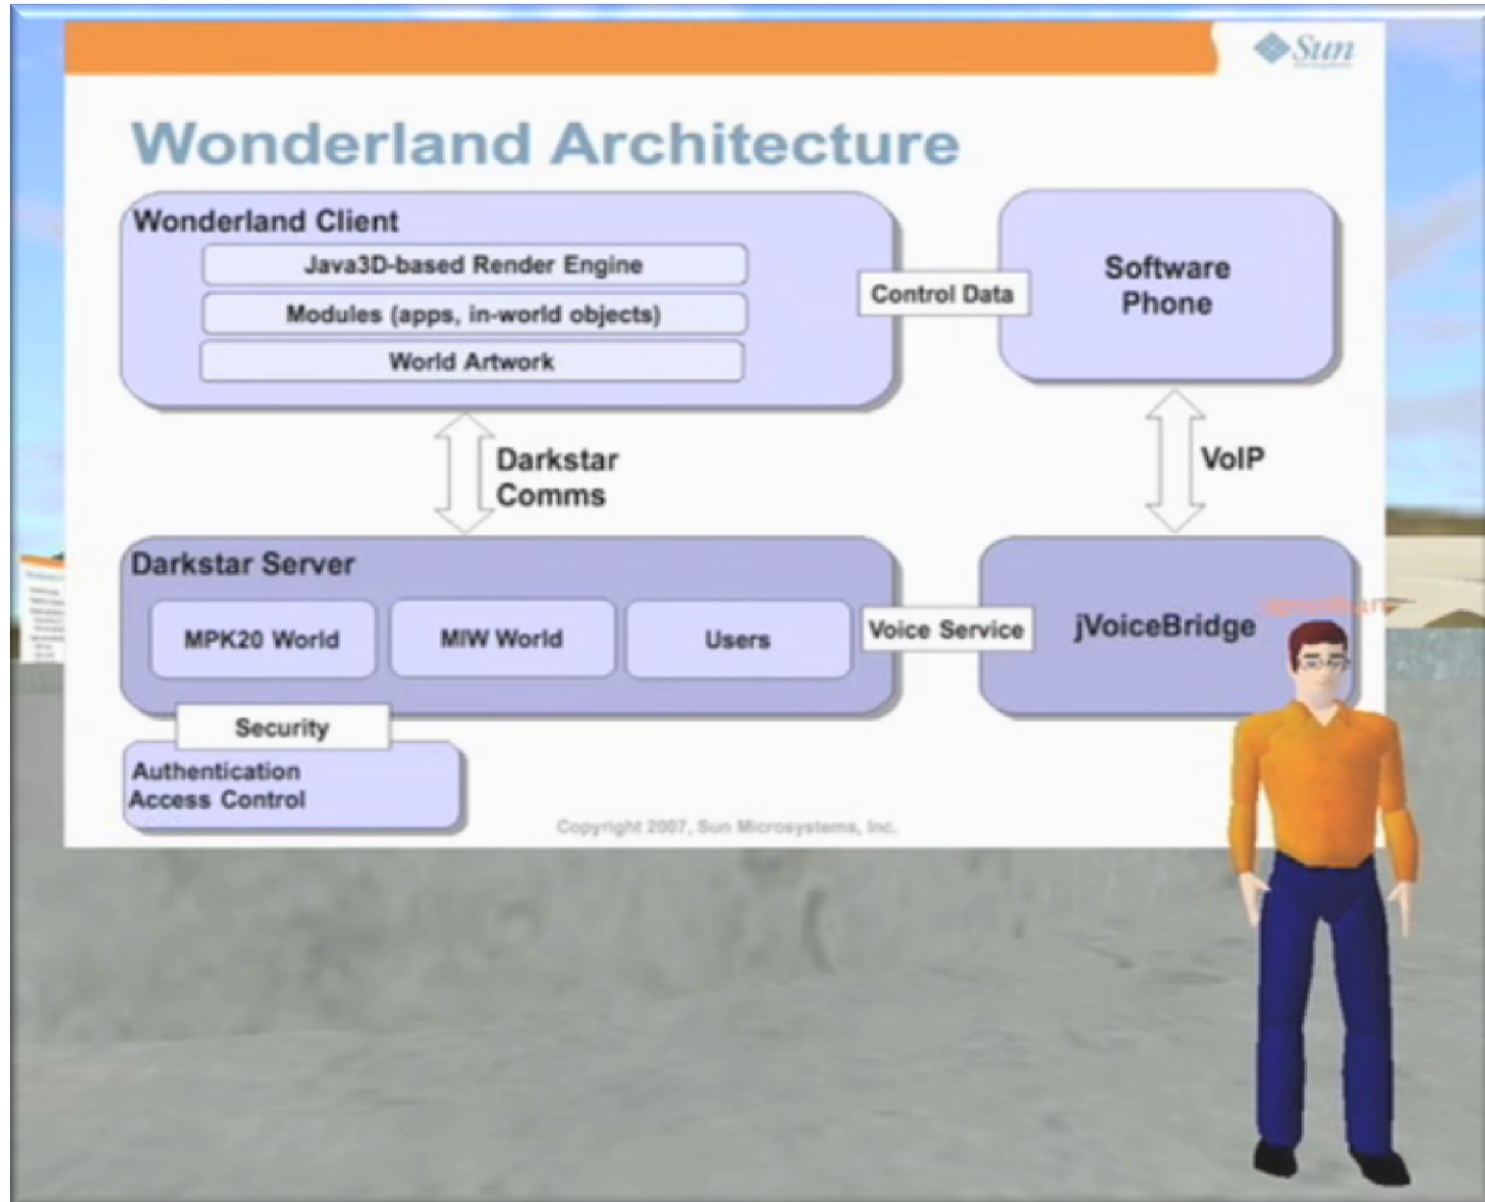 Sun
Wonderland Architecture
Wonderland Client
Java3D-based Render Engine
Modules (apps, in-world objects)
World Artwork
Control Data
Software
Phone
Darkstar
Comms
VoIP
Darkstar Server
MPK20 World
MIW World
Users
Voice Service
jVoiceBridge
Security
Authentication
Access Control
Copyright 2007, Sun Microsystems, Inc.